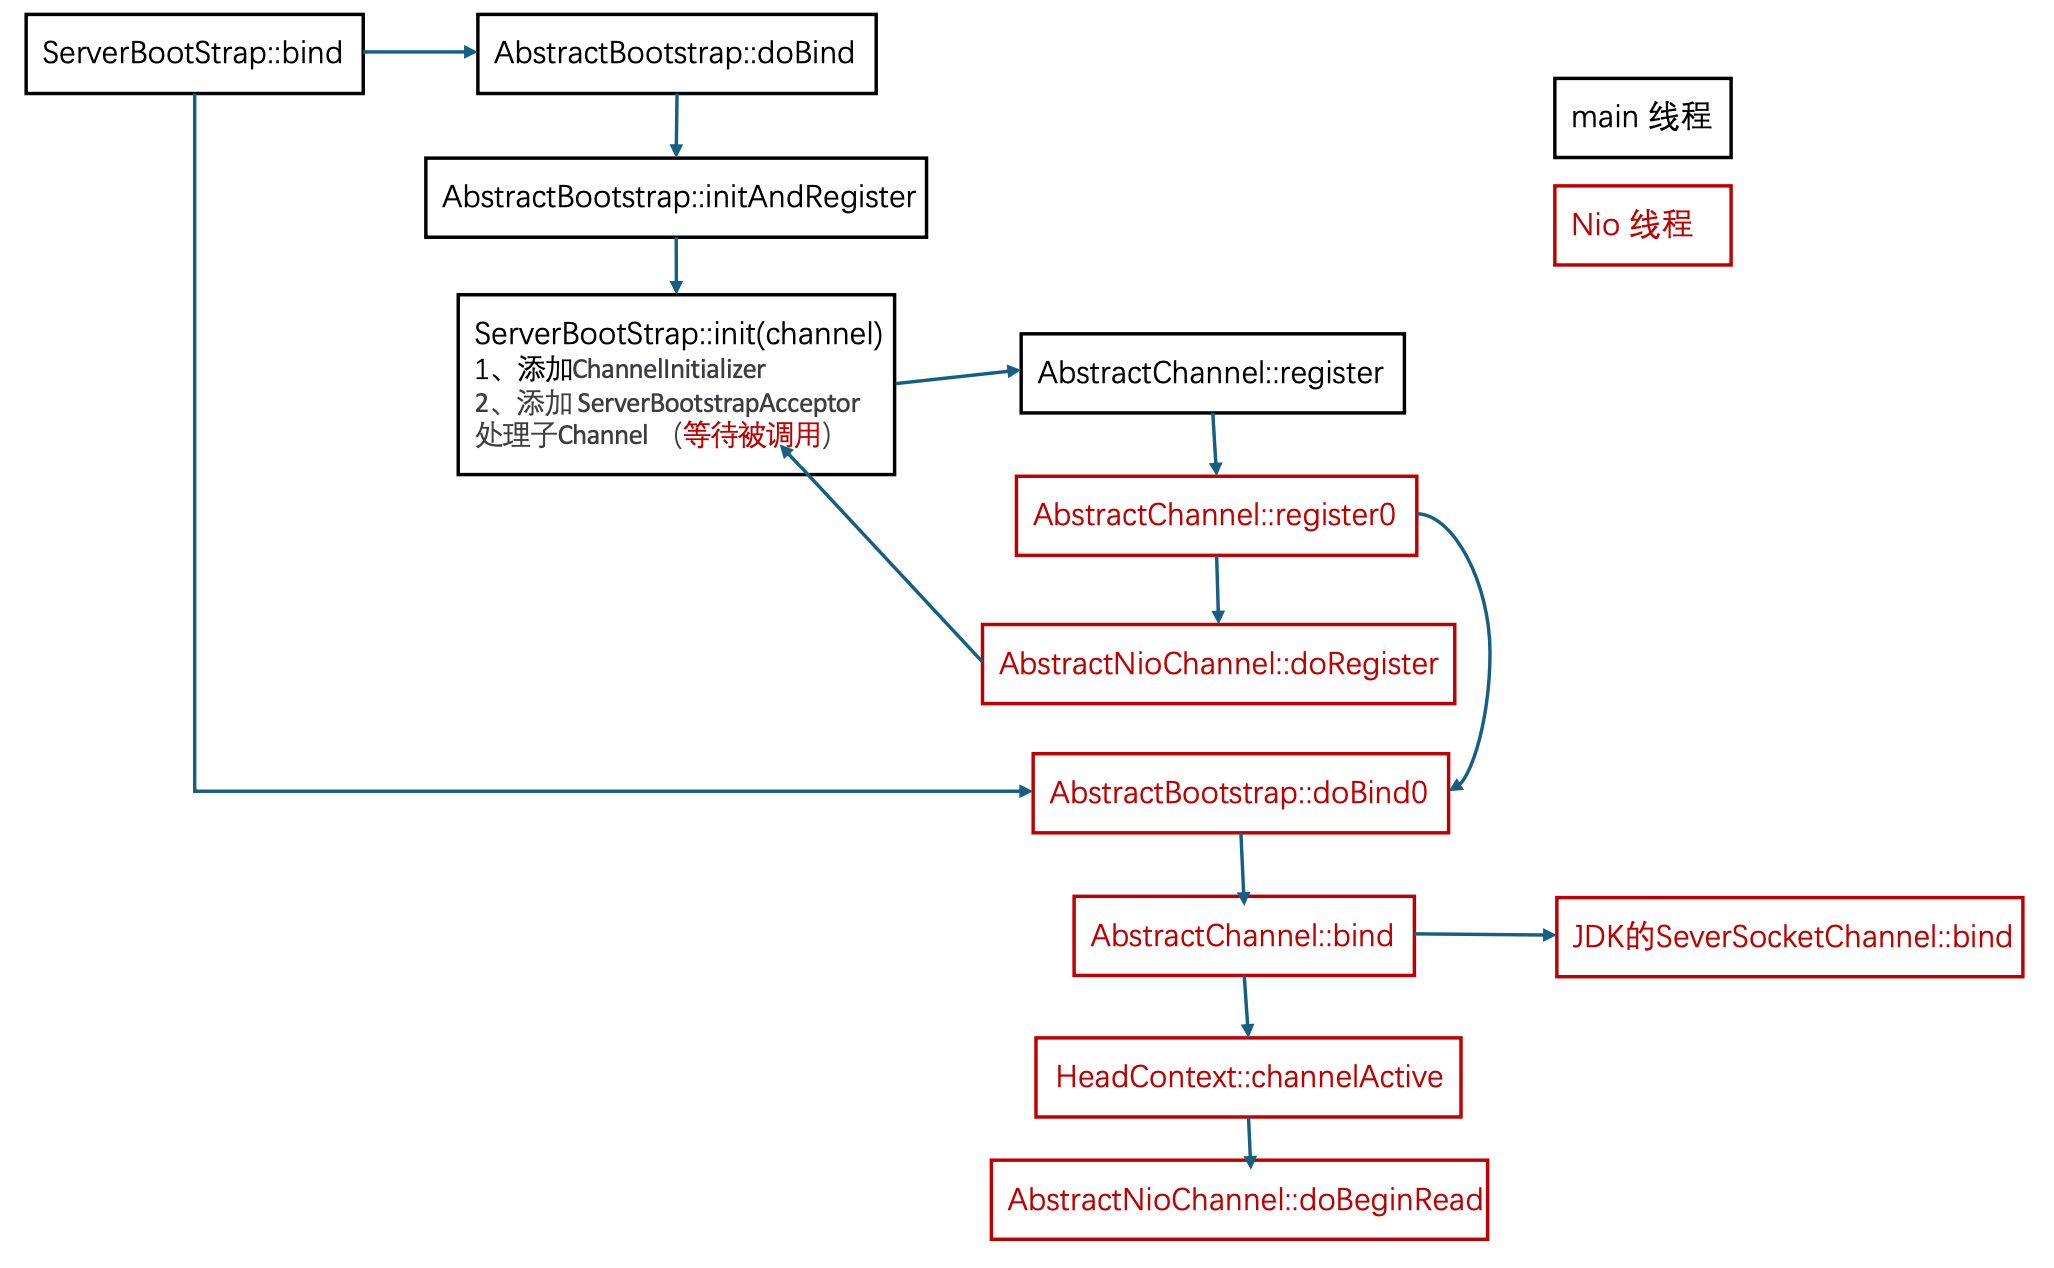 ServerBootStrap::bind
AbstractBootstrap::doBind
main 线程
AbstractBootstrap::initAndRegister
Nio 线程
ServerBootStrap::init(channel)
1、添加ChannelInitializer
2、添加 ServerBootstrapAcceptor
处理子Channel （等待被调用）
AbstractChannel::register
AbstractChannel::register0
AbstractNioChannel::doRegister
AbstractBootstrap::doBind0
AbstractChannel::bind
JDK的SeverSocketChannel::bind
HeadContext::channelActive
AbstractNioChannel::doBeginRead